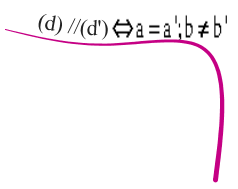 (d) //(d') ⇔ a = a'; b ≠ b'